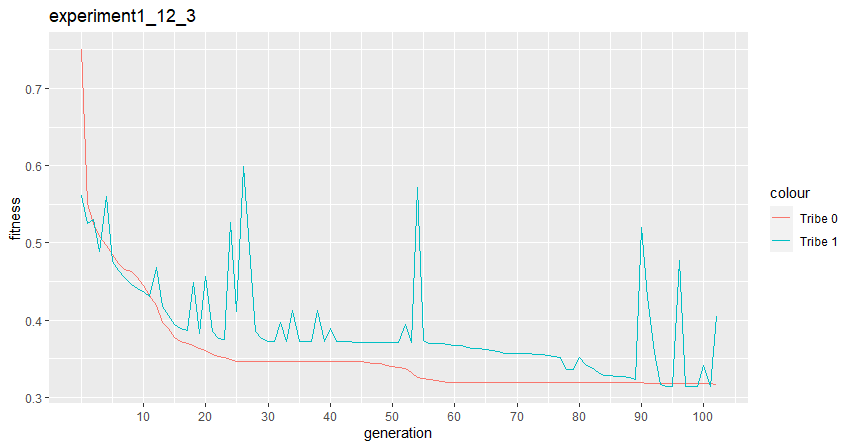 experiment1_12_3
fitness
0.7
0.6
0.5
0.4
0.3
10 20 30 40 50 60 70 80 90 100
generation
colour
Tribe 0
Tribe 1